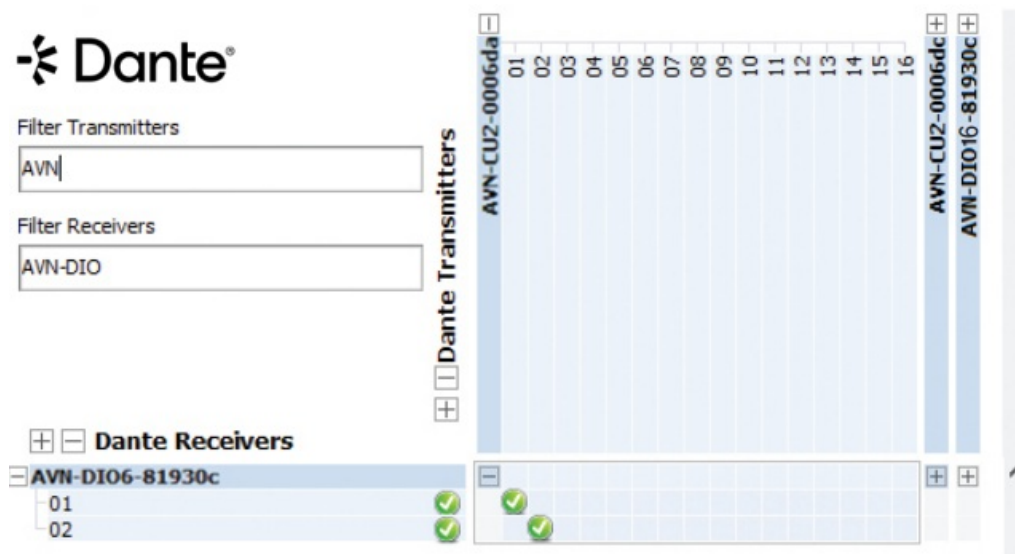 Dante®
Filter Transmitters
AVN
Filter Receivers
AVN-DIO
Dante Transmitters
AVN-CU2-0006da
01 02 03 04 05 06 07 08 09 10 11 12 13 14 15 16
AVN-CU2-0006dc
AVN-DIO16-81930c
Dante Receivers
AVN-DIO6-81930c
01
02